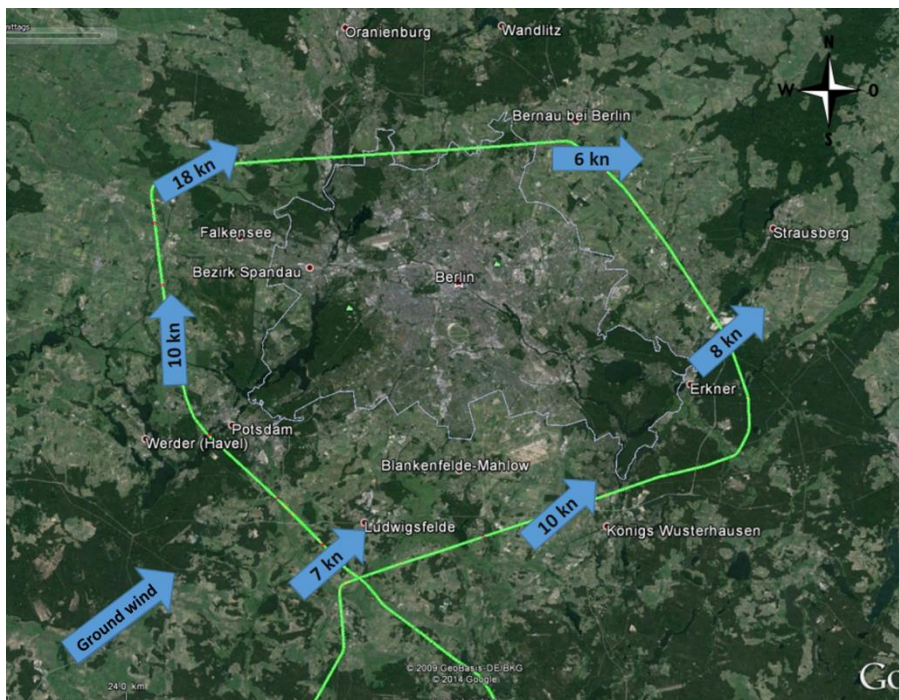 mittags
Oranienburg
Wandlitz
N
W O
S
Bernau bei Berlin
18 kn
6 kn
Falkensee
Strausberg
Bezirk Spandau
Berlin
10 kn
8 kn
Erkner
Potsdam
Werder (Havel)
Blankenfelde-Mahlow
Ludwigsfelde
10 kn
Königs Wusterhausen
7 kn
Ground wind
© 2009 GeoBasis-DE/BKG
© 2014 Google
24.0 km
Go